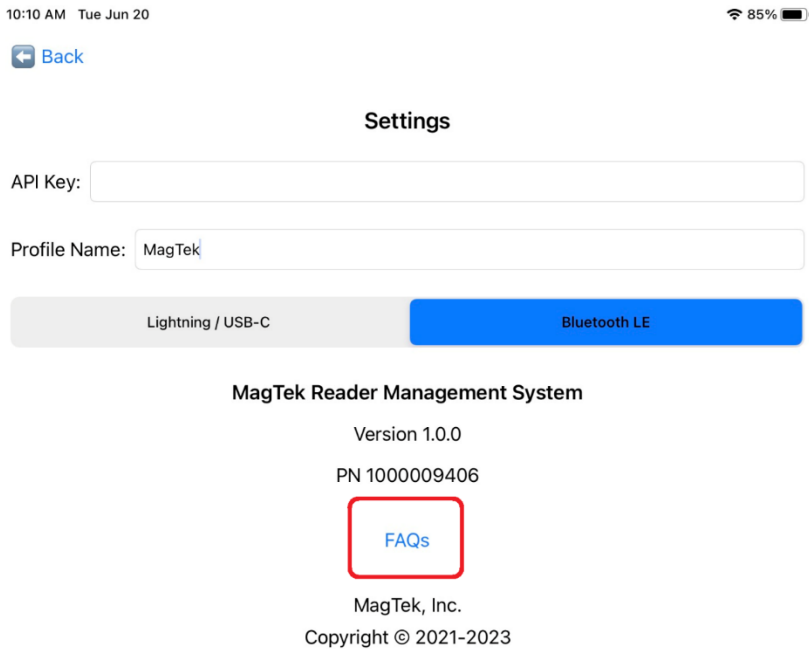 10:10 AM Tue Jun 20 85%
Back
Settings
API Key:
Profile Name: MagTek
Lightning / USB-C Bluetooth LE
MagTek Reader Management System
Version 1.0.0
PN 1000009406
FAQs
MagTek, Inc.
Copyright © 2021-2023